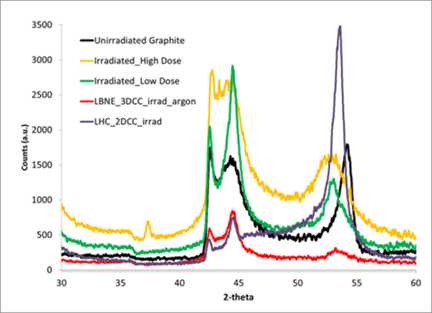 3500
3000
2500
2000
1500
1000
500
0
Counts (a.u.)
Unirradiated Graphite
Irradiated_High Dose
Irradiated_Low Dose
LBNE_3DCC_irrad_argon
LHC_2DCC_irrad
30 35 40 45 50 55 60
2-theta